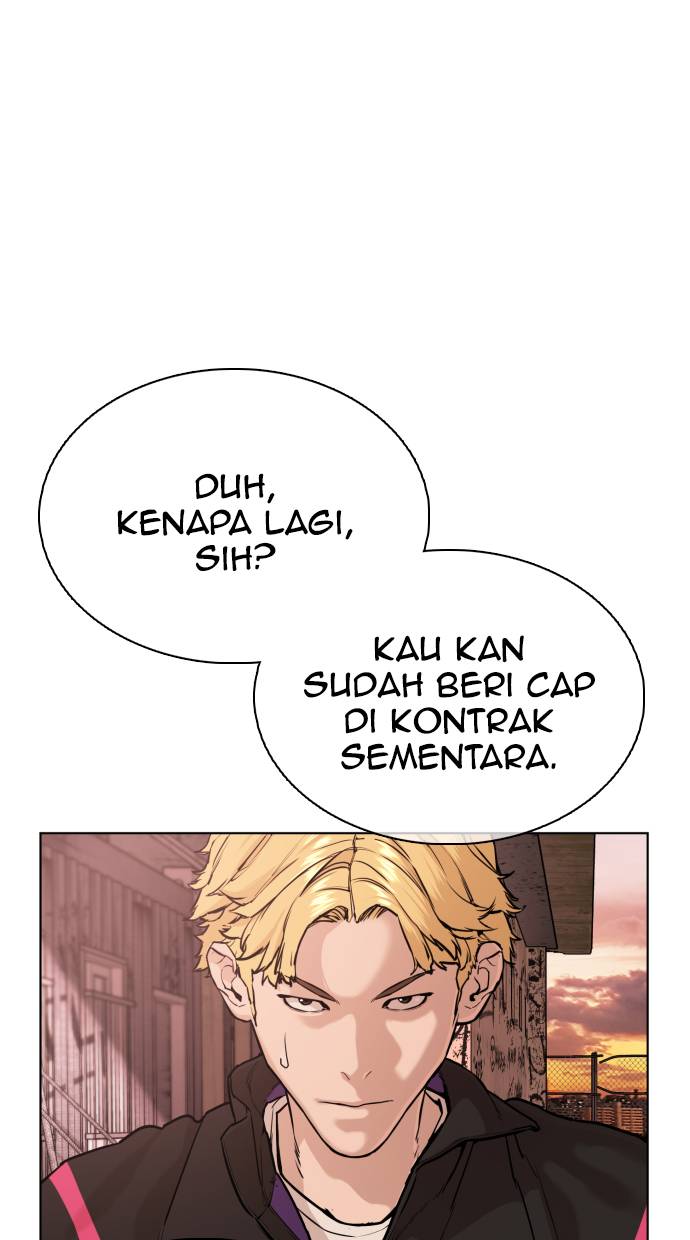 DUH,
KENAPA LAGI,
SIH?
KAU KAN
SUDAH BERI CAP
DI KONTRAK
SEMENTARA.